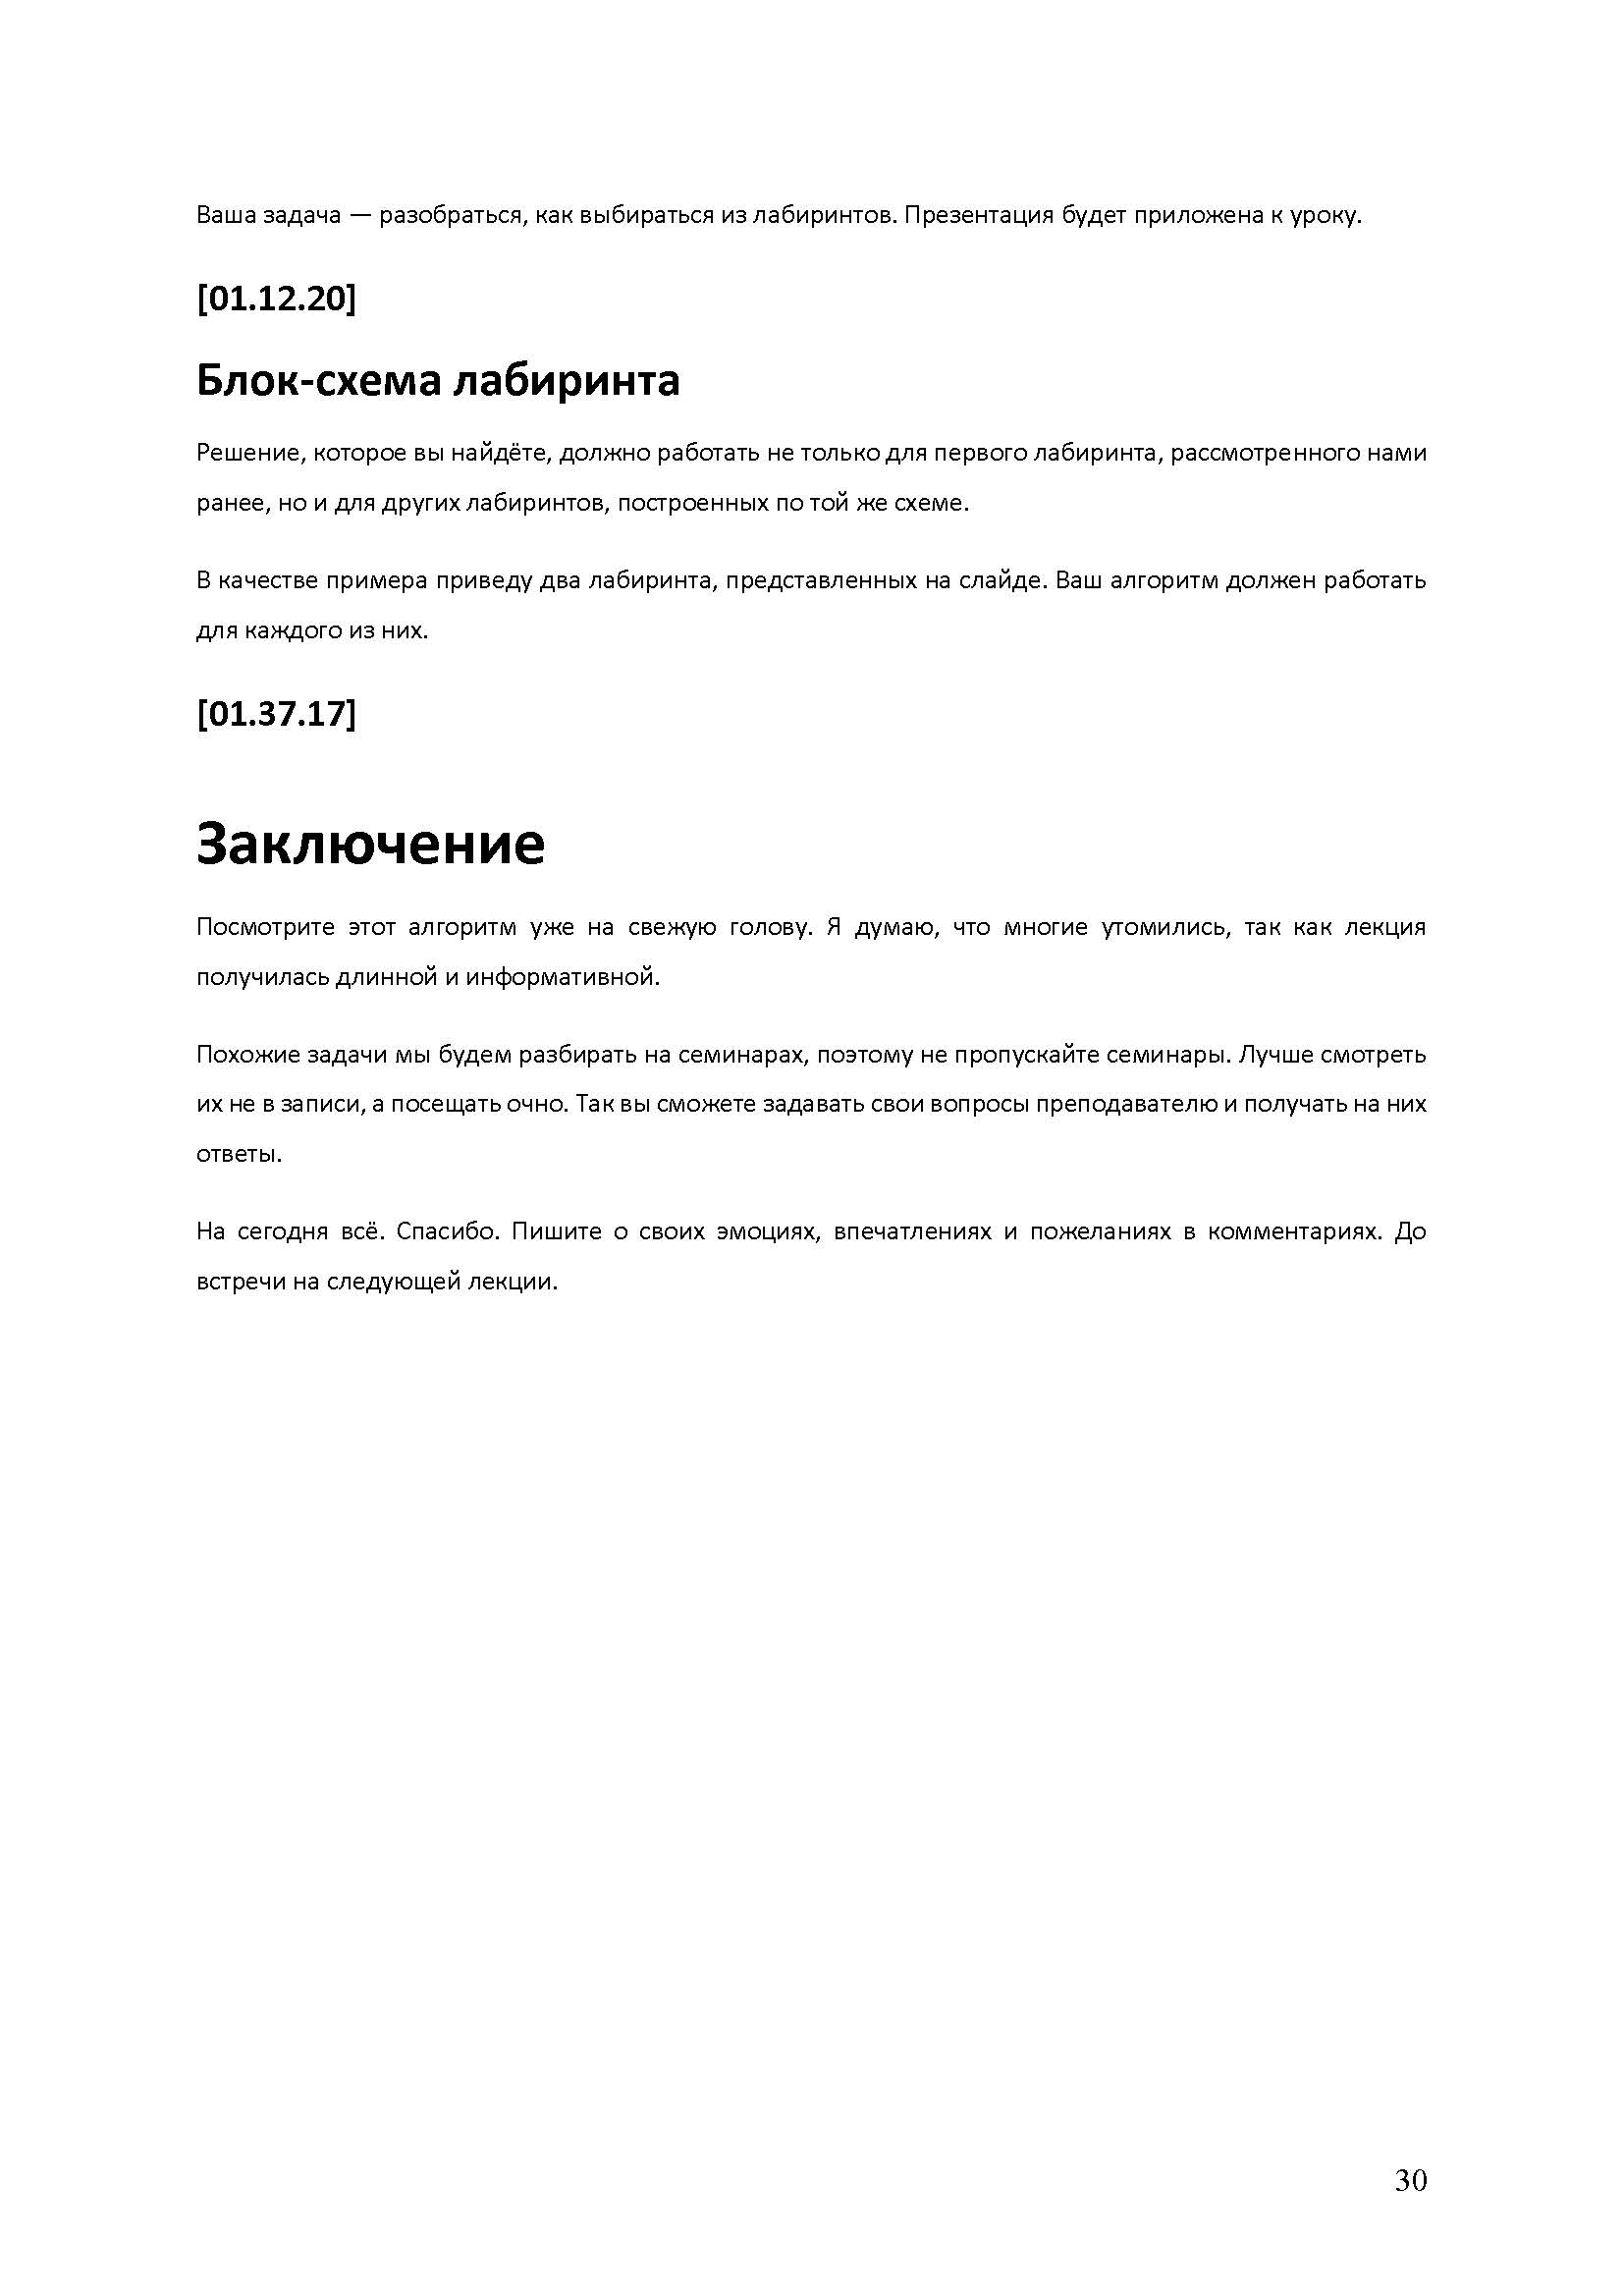 Ваша задача — разобраться, как выбираться из лабиринтов. Презентация будет приложена к уроку.
[01.12.20]
Блок-схема лабиринта
Решение, которое вы найдёте, должно работать не только для первого лабиринта, рассмотренного нами
ранее, но и для других лабиринтов, построенных по той же схеме.
В качестве примера приведу два лабиринта, представленных на слайде. Ваш алгоритм должен работать
для каждого из них.
[01.37.17]
Заключение
Посмотрите этот алгоритм уже на свежую голову. Я думаю, что многие утомились, так как лекция
получилась длинной и информативной.
Похожие задачи мы будем разбирать на семинарах, поэтому не пропускайте семинары. Лучше смотреть
их не в записи, а посещать очно. Так вы сможете задавать свои вопросы преподавателю и получать на них
ответы.
На сегодня всё. Спасибо. Пишите о своих эмоциях, впечатлениях и пожеланиях в комментариях. До
встречи на следующей лекции.
30